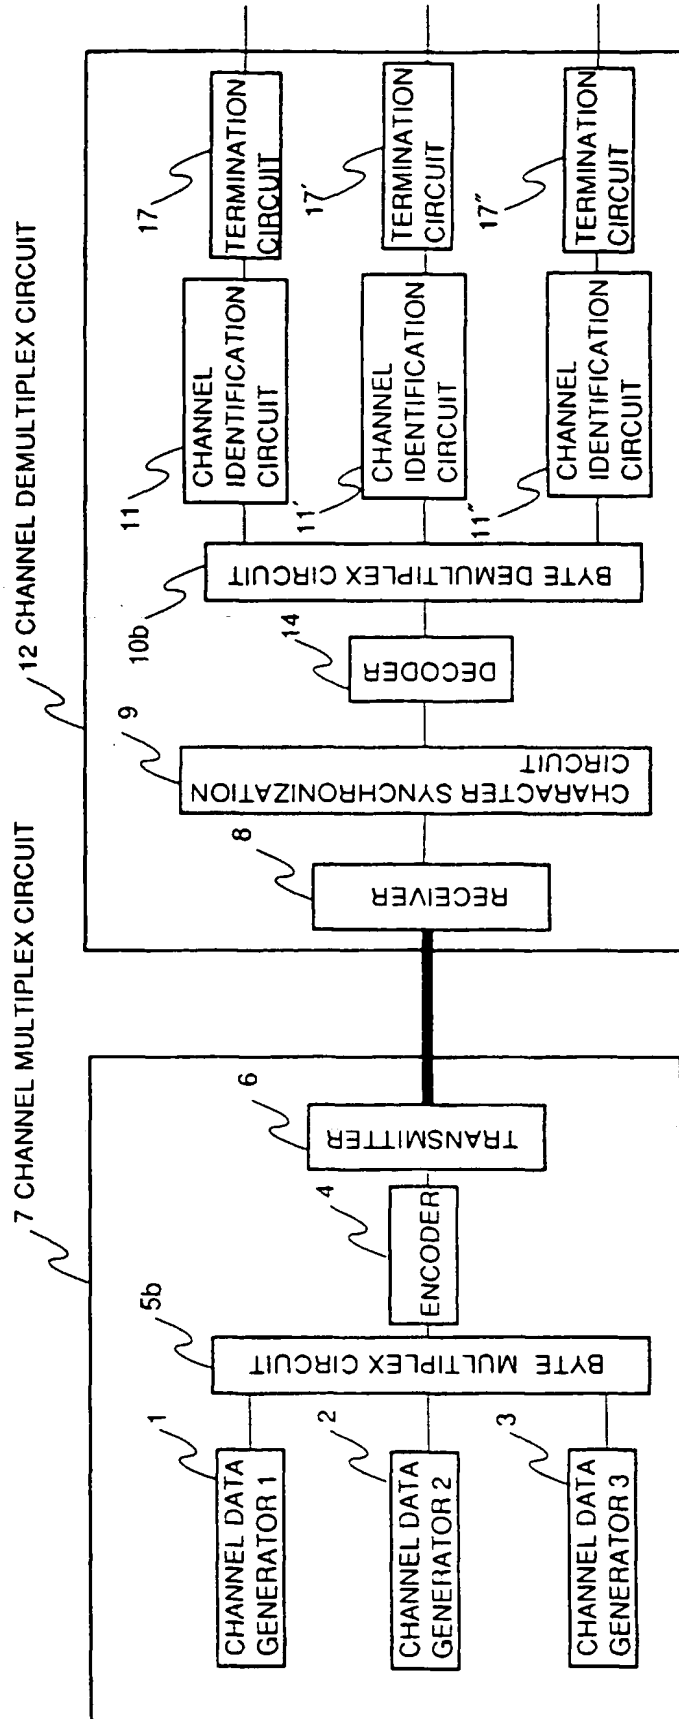 7 CHANNEL MULTIPLEX CIRCUIT
1
CHANNEL DATA
GENERATOR 1
2
CHANNEL DATA
GENERATOR 2
3
CHANNEL DATA
GENERATOR 3
5b
BYTE MULTIPLEX CIRCUIT
4
ENCODER
6
TRANSMITTER
12 CHANNEL DEMULTIPLEX CIRCUIT
8
RECEIVER
9
CHARACTER SYNCHRONIZATION
CIRCUIT
14
DECODER
10b
BYTE DEMULTIPLEX CIRCUIT
11
CHANNEL
IDENTIFICATION
CIRCUIT
17
TERMINATION
CIRCUIT
11′
CHANNEL
IDENTIFICATION
CIRCUIT
17′
TERMINATION
CIRCUIT
11″
CHANNEL
IDENTIFICATION
CIRCUIT
17″
TERMINATION
CIRCUIT